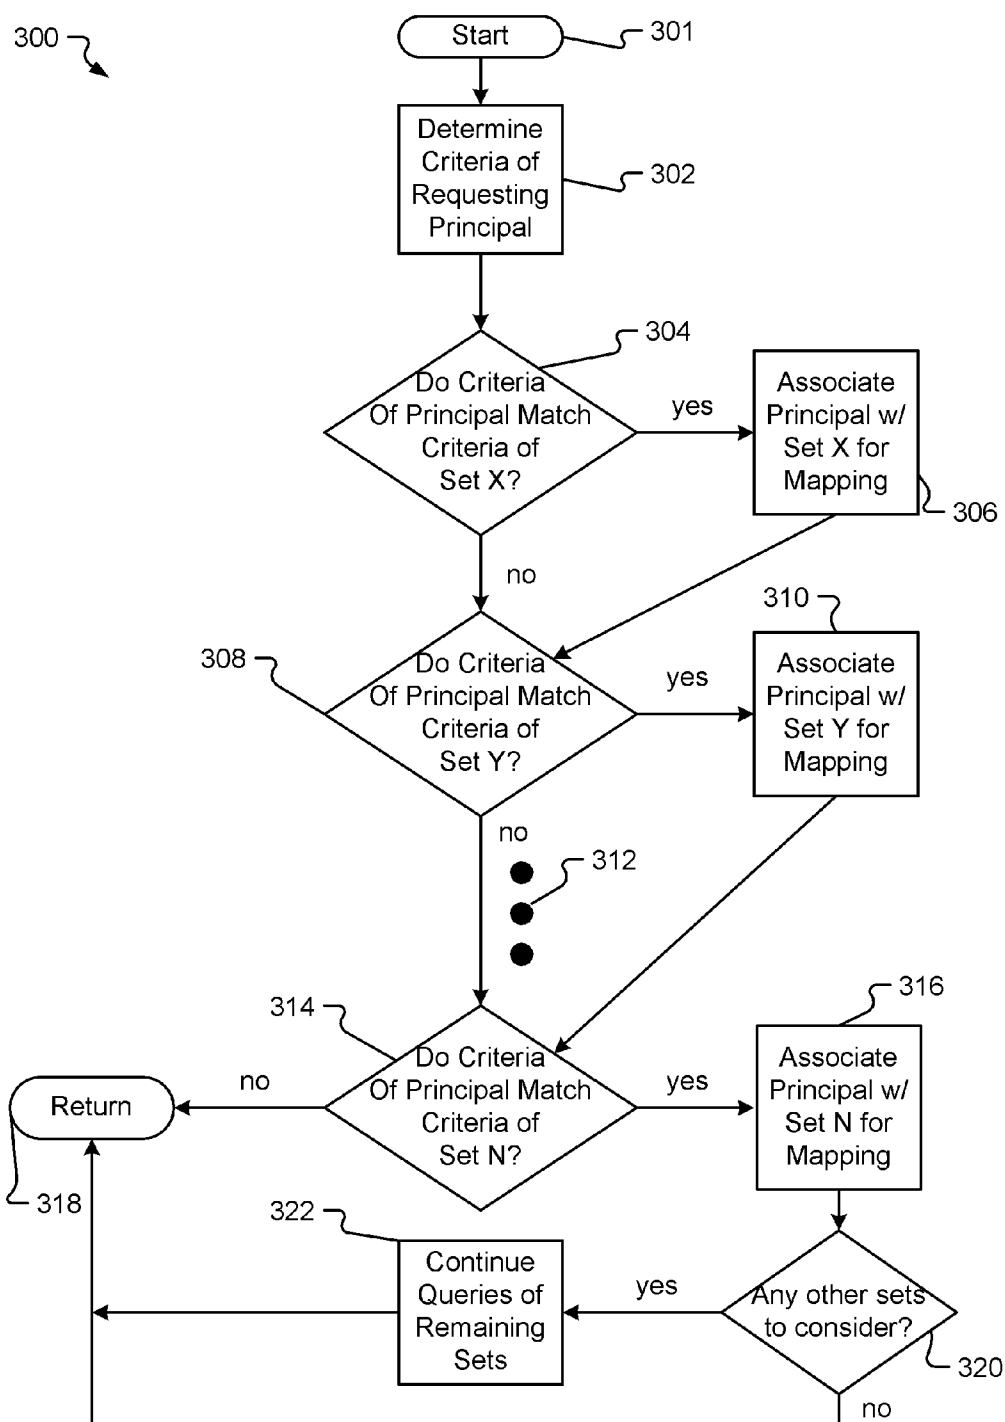 300
Start
301
Determine
Criteria of
Requesting
Principal
302
304
Do Criteria
Of Principal Match
Criteria of
Set X?
yes
Associate
Principal w/
Set X for
Mapping
306
no
310
308
Do Criteria
Of Principal Match
Criteria of
Set Y?
yes
Associate
Principal w/
Set Y for
Mapping
no
312
314
316
Do Criteria
Of Principal Match
Criteria of
Set N?
no
yes
Return
318
Associate
Principal w/
Set N for
Mapping
322
Continue
Queries of
Remaining
Sets
yes
Any other sets
to consider?
320
no